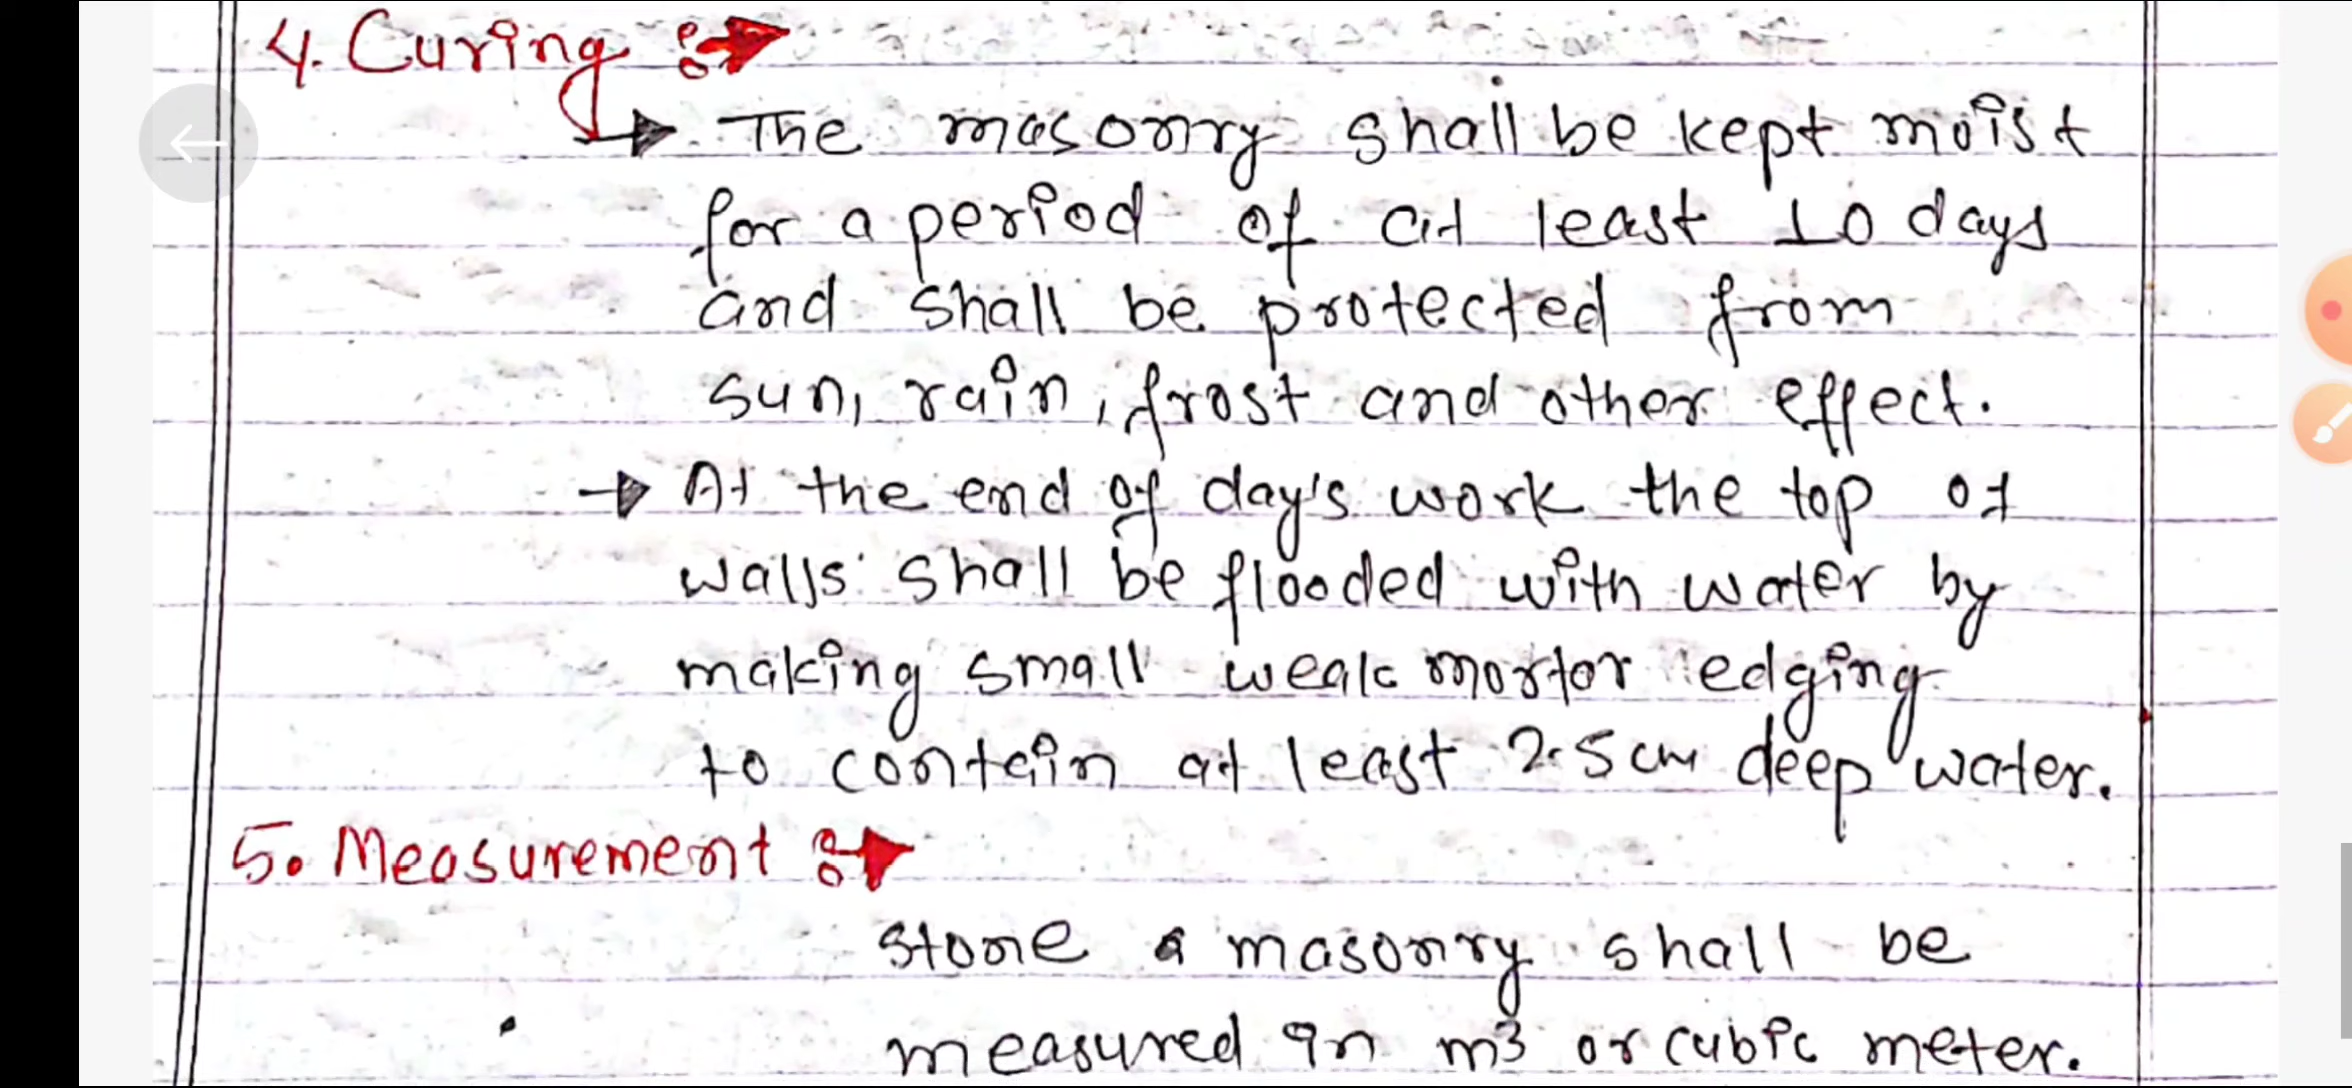 4. Curing :→
→ The masonry shall be kept moist
for a period of at least 10 days
and shall be protected from
sun, rain, frost and other effect.
→ At the end of day's work the top of
walls shall be flooded with water by
making small weak mortor edging
to contain at least 2.5 cm deep water.
5. Measurement :→
Stone a masonry shall be
measured in m3 or cubic meter.